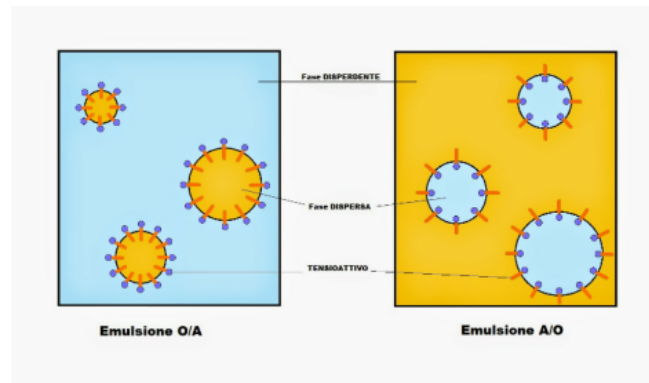 Fase DISPERDENTE
Fase DISPERSA
TENSIOATTIVO
Emulsione O/A
Emulsione A/O